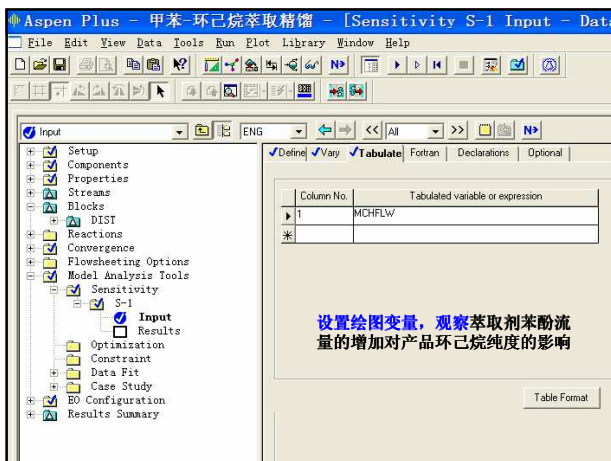 Aspen Plus - 甲苯-环己烷萃取精馏 - [Sensitivity S-1 Input - Data
File Edit View Data Tools Run Plot Library Window Help
N>
Input ENG << All >> N>
Setup
Components
Properties
Streams
Blocks
DIST
Reactions
Convergence
Flowsheeting Options
Model Analysis Tools
Sensitivity
S-1
Input
Results
Optimization
Constraint
Data Fit
Case Study
EO Configuration
Results Summary
Define Vary Tabulate Fortran Declarations Optional
Column No. Tabulated variable or expression
1 MCHFLW
设置绘图变量，观察萃取剂苯酚流
量的增加对产品环己烷纯度的影响
Table Format